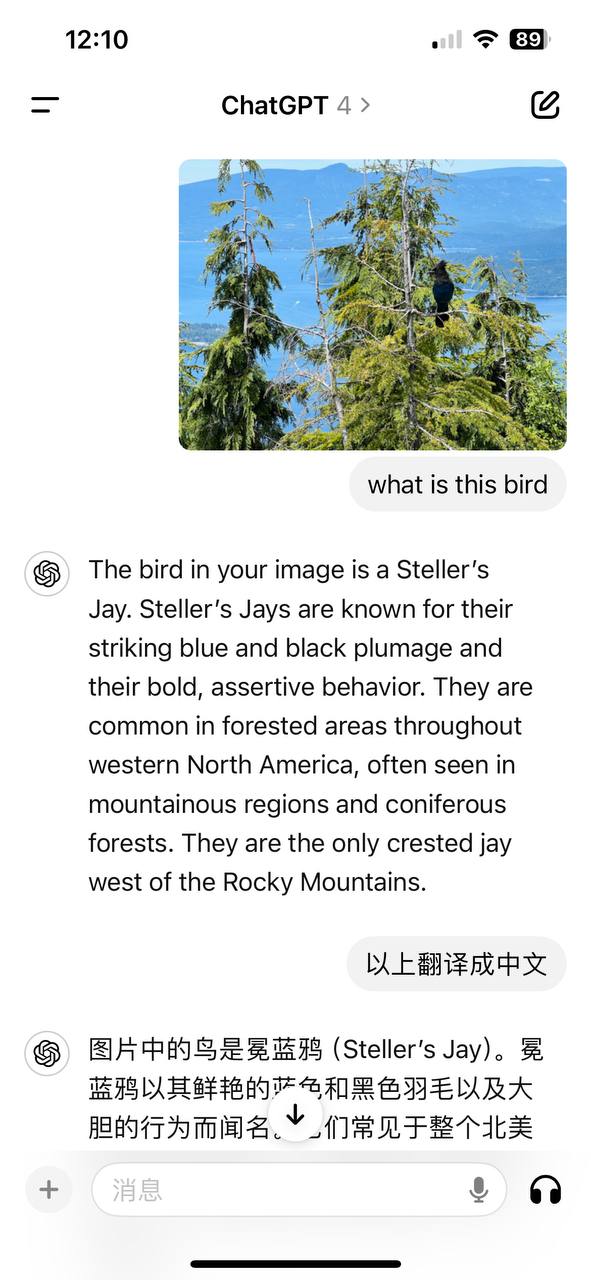 12:10
89
ChatGPT 4 >
what is this bird
The bird in your image is a Steller's
Jay. Steller's Jays are known for their
striking blue and black plumage and
their bold, assertive behavior. They are
common in forested areas throughout
western North America, often seen in
mountainous regions and coniferous
forests. They are the only crested jay
west of the Rocky Mountains.
以上翻译成中文
图片中的鸟是冕蓝鸦 (Steller's Jay)。冕
蓝鸦以其鲜艳的蓝色和黑色羽毛以及大
胆的行为而闻名。们常见于整个北美
消息